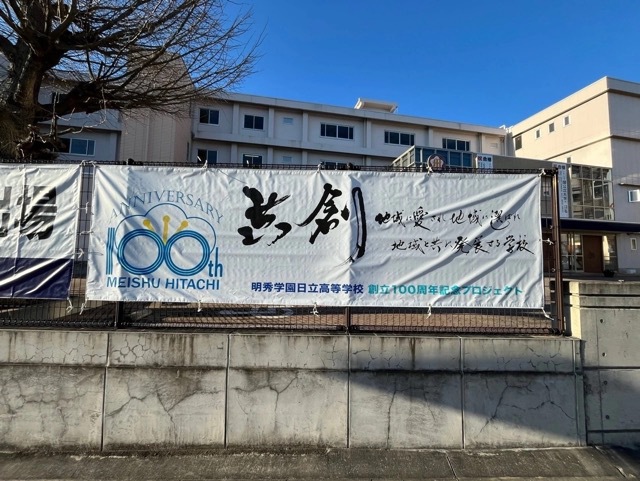 出場
ANNIVERSARY
100th
MEISHU HITACHI
共創
地域に愛され 地域に選ばれ
地域と共に発展する学校
明秀学園日立高等学校 創立100周年記念プロジェクト